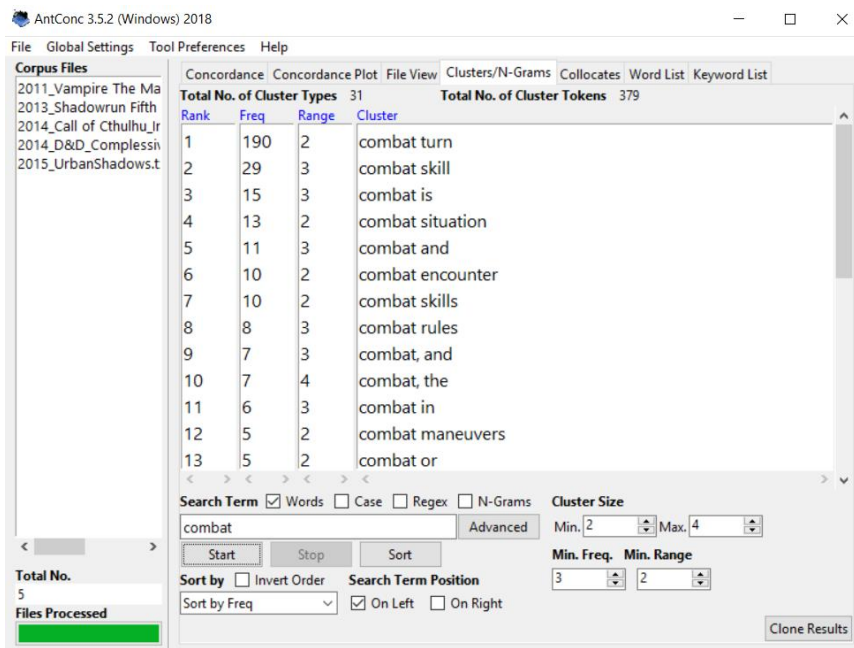 AntConc 3.5.2 (Windows) 2018
File Global Settings Tool Preferences Help
Corpus Files
2011_Vampire The Ma
2013_Shadowrun Fifth
2014_Call of Cthulhu_Ir
2014_D&D_Complessiv
2015_UrbanShadows.t
Concordance Concordance Plot File View Clusters/N-Grams Collocates Word List Keyword List
Total No. of Cluster Types 31 Total No. of Cluster Tokens 379
Rank Freq Range Cluster
1 190 2 combat turn
2 29 3 combat skill
3 15 3 combat is
4 13 2 combat situation
5 11 3 combat and
6 10 2 combat encounter
7 10 2 combat skills
8 8 3 combat rules
9 7 3 combat, and
10 7 4 combat, the
11 6 3 combat in
12 5 2 combat maneuvers
13 5 2 combat or
Search Term Words Case Regex N-Grams Cluster Size
combat Advanced Min. 2 Max. 4
Start Stop Sort Min. Freq. Min. Range
Total No.
5
Sort by Invert Order Search Term Position 3 2
Files Processed
Sort by Freq On Left On Right
Clone Results